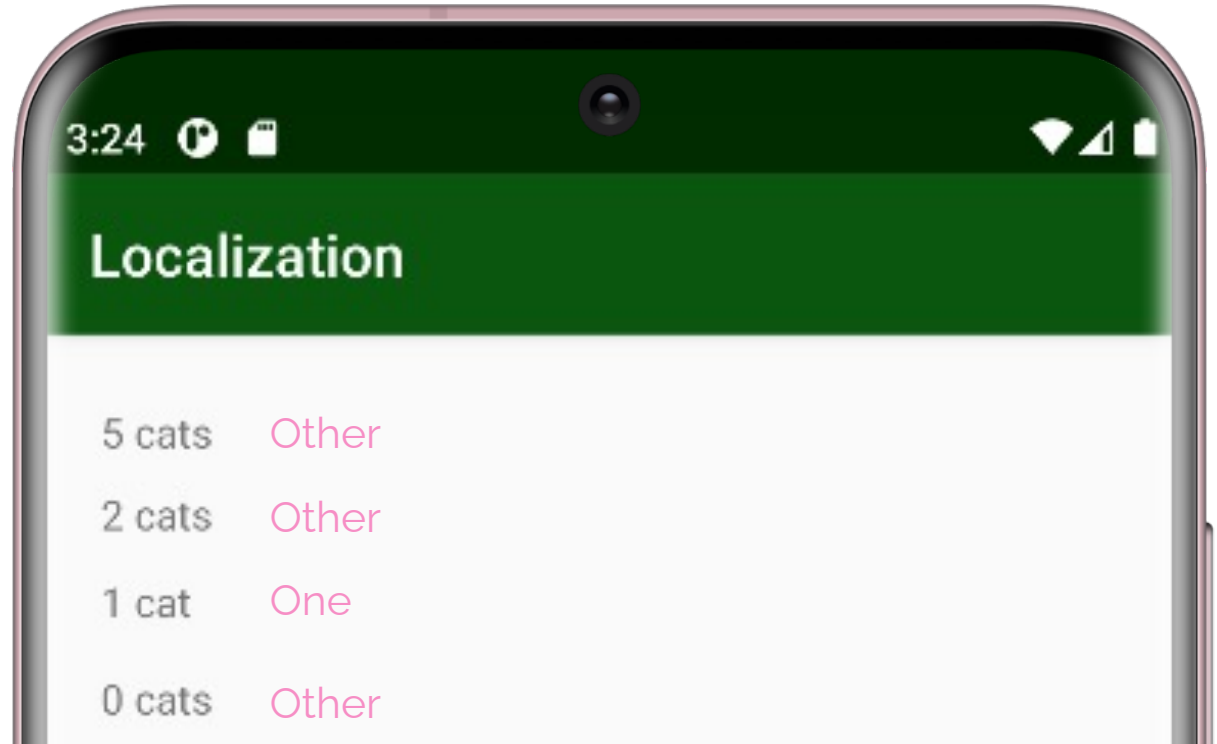 3:24
Localization
5 cats Other
2 cats Other
1 cat One
0 cats Other